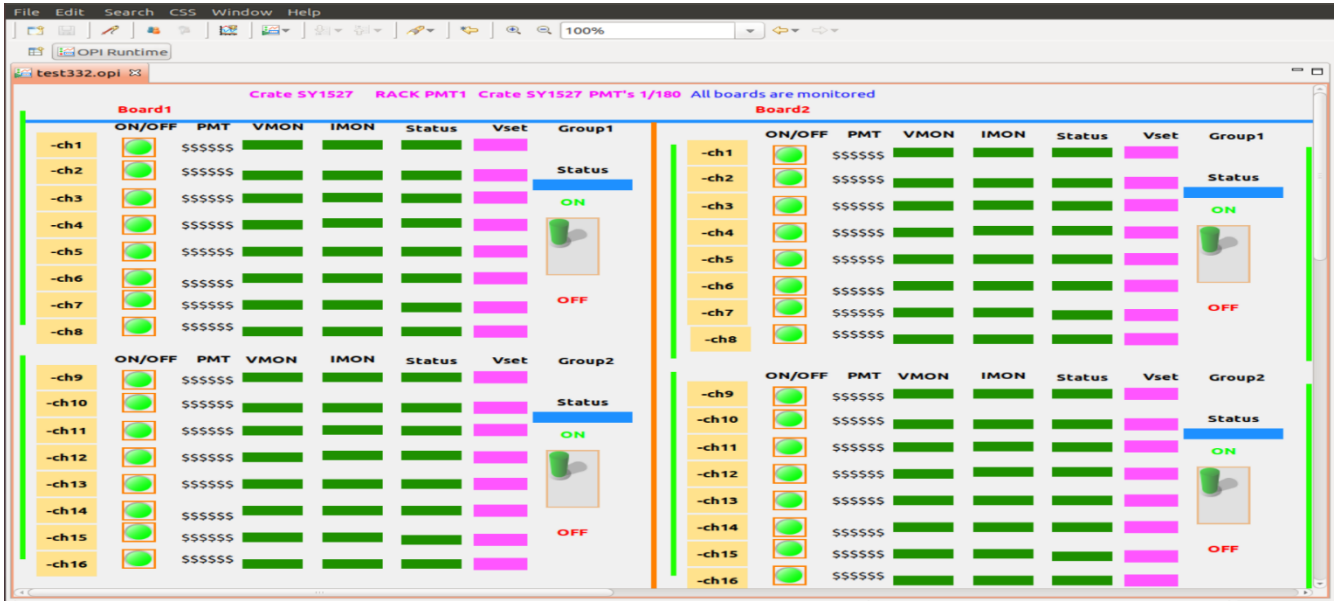 File Edit Search CSS Window Help
100%
OPI Runtime
test332.opi
Crate SY1527 RACK PMT1 Crate SY1527 PMT's 1/180 All boards are monitored
Board1
ON/OFF PMT VMON IMON Status Vset Group1
-ch1 $$$$$$
-ch2 $$$$$$ Status
-ch3 $$$$$$ ON
-ch4 $$$$$$
-ch5 $$$$$$
-ch6 $$$$$$
-ch7 $$$$$$ OFF
-ch8 $$$$$$
ON/OFF PMT VMON IMON Status Vset Group2
-ch9 $$$$$$
-ch10 $$$$$$ Status
-ch11 $$$$$$ ON
-ch12 $$$$$$
-ch13 $$$$$$
-ch14 $$$$$$
-ch15 $$$$$$ OFF
-ch16 $$$$$$
Board2
ON/OFF PMT VMON IMON Status Vset Group1
-ch1 $$$$$$
-ch2 $$$$$$ Status
-ch3 $$$$$$ ON
-ch4 $$$$$$
-ch5 $$$$$$
-ch6 $$$$$$
-ch7 $$$$$$ OFF
-ch8 $$$$$$
ON/OFF PMT VMON IMON Status Vset Group2
-ch9 $$$$$$
-ch10 $$$$$$ Status
-ch11 $$$$$$ ON
-ch12 $$$$$$
-ch13 $$$$$$
-ch14 $$$$$$
-ch15 $$$$$$ OFF
-ch16 $$$$$$